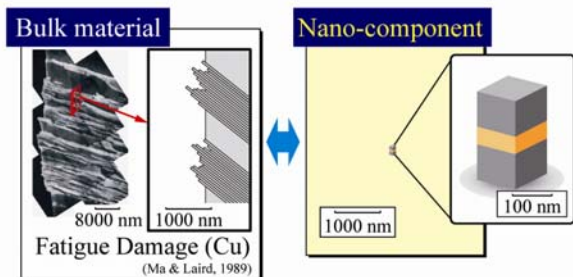 Bulk material
8000 nm
1000 nm
Fatigue Damage (Cu)
(Ma & Laird, 1989)
Nano-component
1000 nm
100 nm